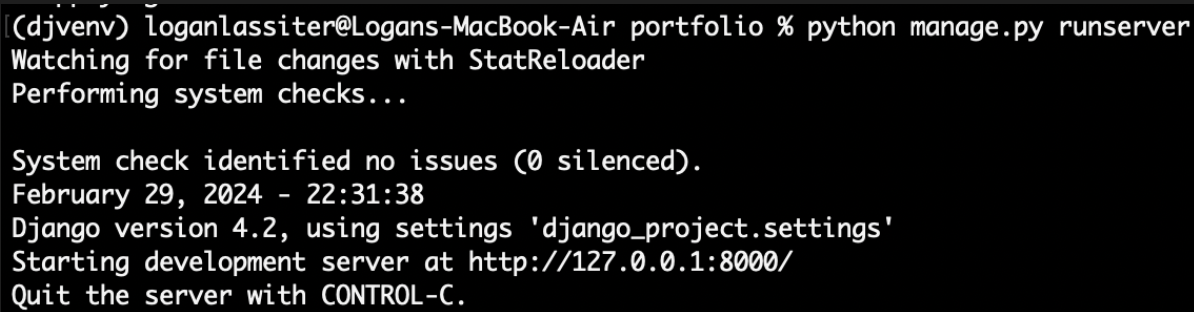 (djvenv) loganlassiter@Logans-MacBook-Air portfolio % python manage.py runserver
Watching for file changes with StatReloader
Performing system checks...

System check identified no issues (0 silenced).
February 29, 2024 - 22:31:38
Django version 4.2, using settings 'django_project.settings'
Starting development server at http://127.0.0.1:8000/
Quit the server with CONTROL-C.